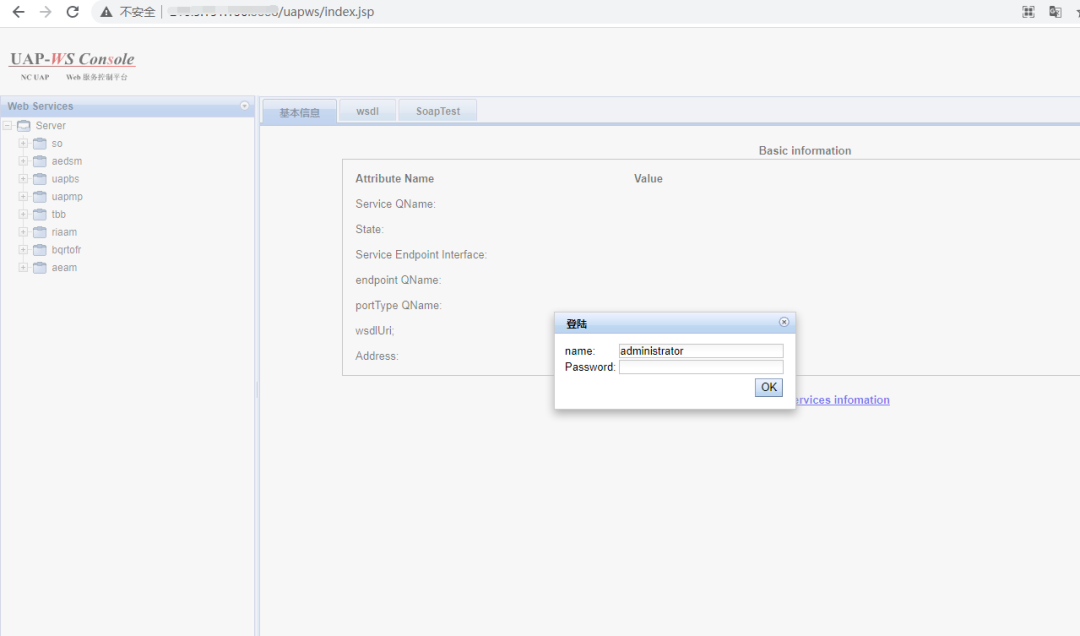 不安全 /uapws/index.jsp
UAP-WS Console
NC UAP Web 服务控制平台
Web Services
Server
so
aedsm
uapbs
uapmp
tbb
riaam
bqrtofr
aeam
基本信息 wsdl SoapTest
Basic information
Attribute Name Value
Service QName:
State:
Service Endpoint Interface:
endpoint QName:
portType QName:
wsdlUri;
Address:
登陆
name: administrator
Password:
OK
ervices infomation